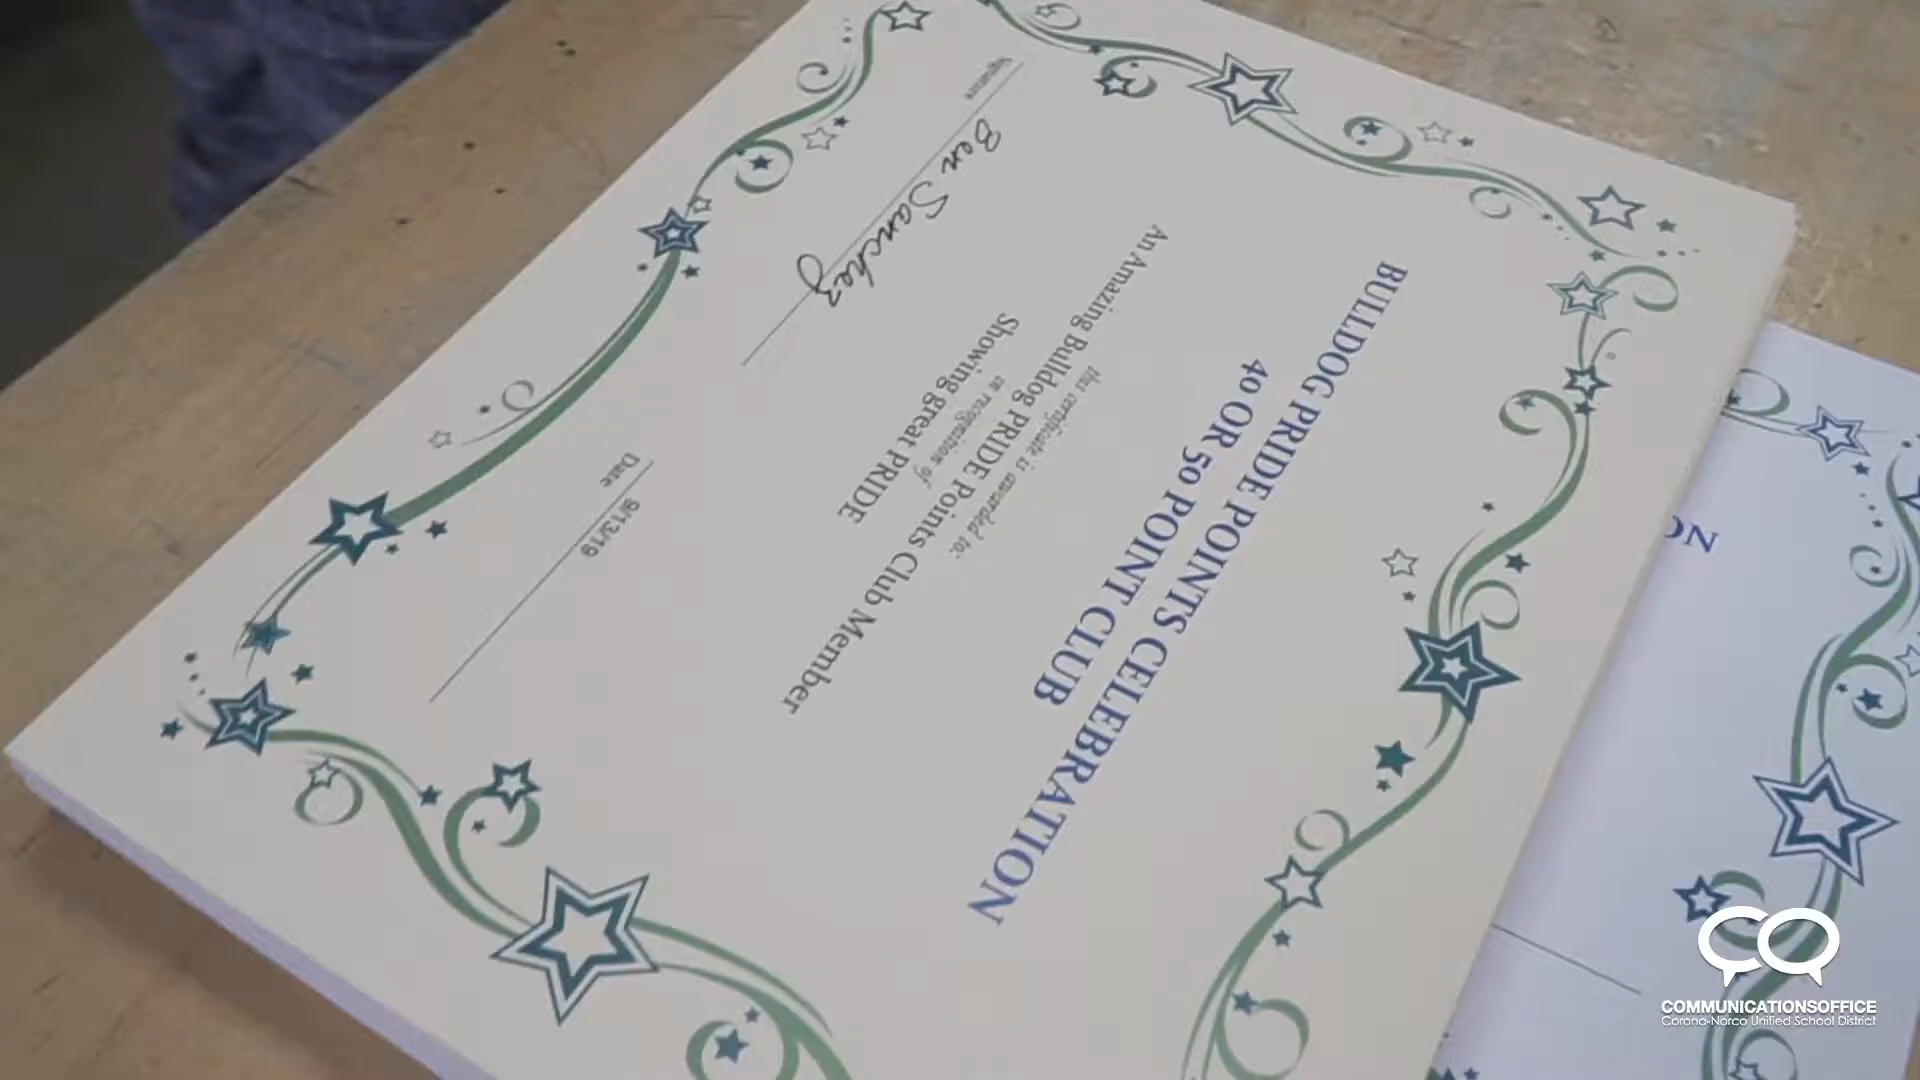 BULLDOG PRIDE POINTS CELEBRATION
40 OR 50 POINT CLUB
this certificate is awarded to:
An Amazing Bulldog PRIDE Points Club Member
in recognition of
Showing great PRIDE
Ben Sanchez
Signature
9/13/19
Date
ON
COMMUNICATIONSOFFICE
Corona-Norco Unified School District